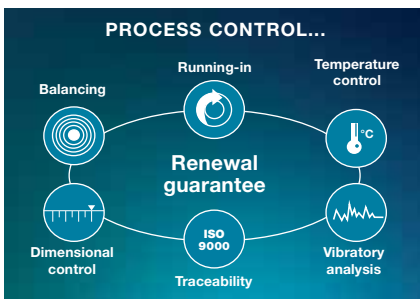 PROCESS CONTROL...
Running-in
Temperature
control
Balancing
°C
Renewal
guarantee
ISO
9000
Dimensional
control
Vibratory
analysis
Traceability